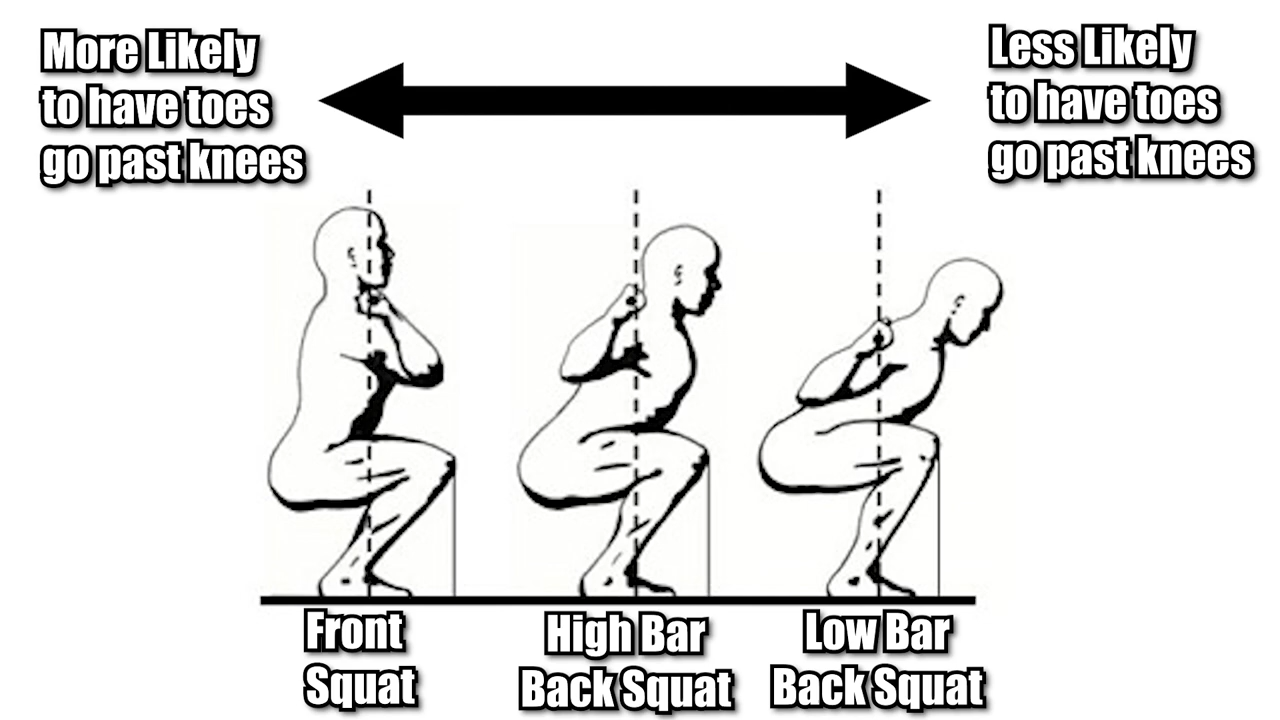 More Likely
to have toes
go past knees
Less Likely
to have toes
go past knees
Front
Squat
High Bar
Back Squat
Low Bar
Back Squat